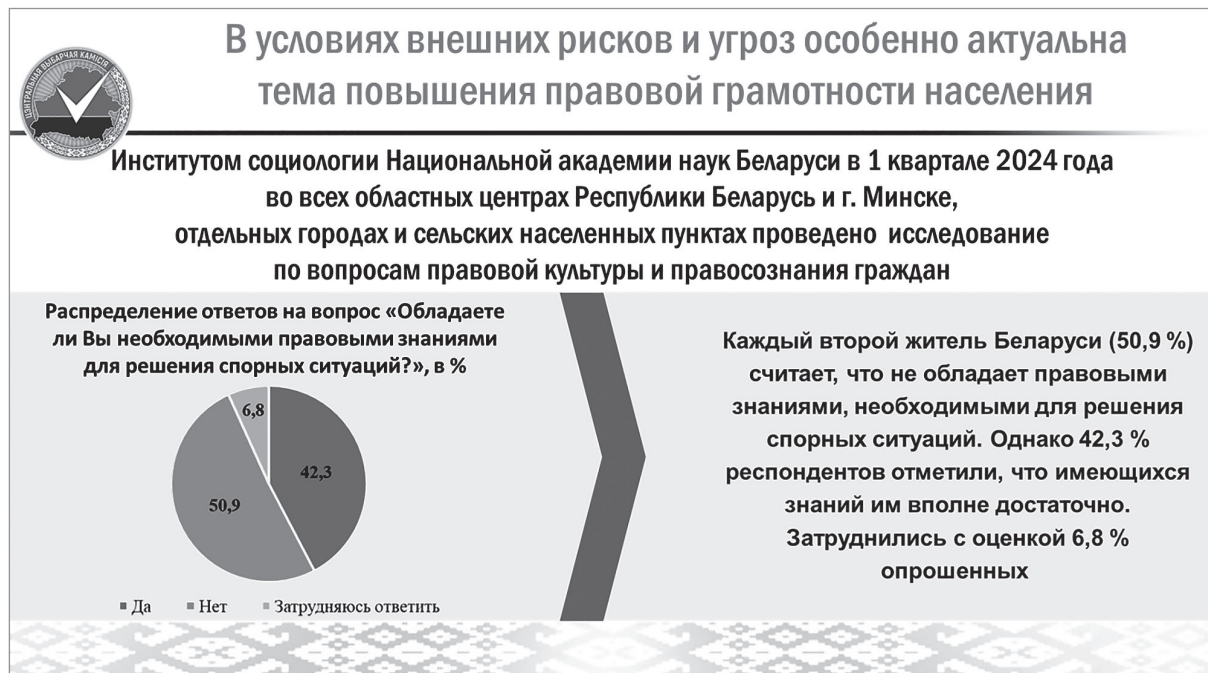 В условиях внешних рисков и угроз особенно актуальна
тема повышения правовой грамотности населения
ЦЭНТРАЛЬНАЯ ВЫБАРЧАЯ КАМІСІЯ
Институтом социологии Национальной академии наук Беларуси в 1 квартале 2024 года
во всех областных центрах Республики Беларусь и г. Минске,
отдельных городах и сельских населенных пунктах проведено исследование
по вопросам правовой культуры и правосознания граждан
Распределение ответов на вопрос «Обладаете
ли Вы необходимыми правовыми знаниями
для решения спорных ситуаций?», в %
6,8
42,3
50,9
Да
Нет
Затрудняюсь ответить
Каждый второй житель Беларуси (50,9 %)
считает, что не обладает правовыми
знаниями, необходимыми для решения
спорных ситуаций. Однако 42,3 %
респондентов отметили, что имеющихся
знаний им вполне достаточно.
Затруднились с оценкой 6,8 %
опрошенных